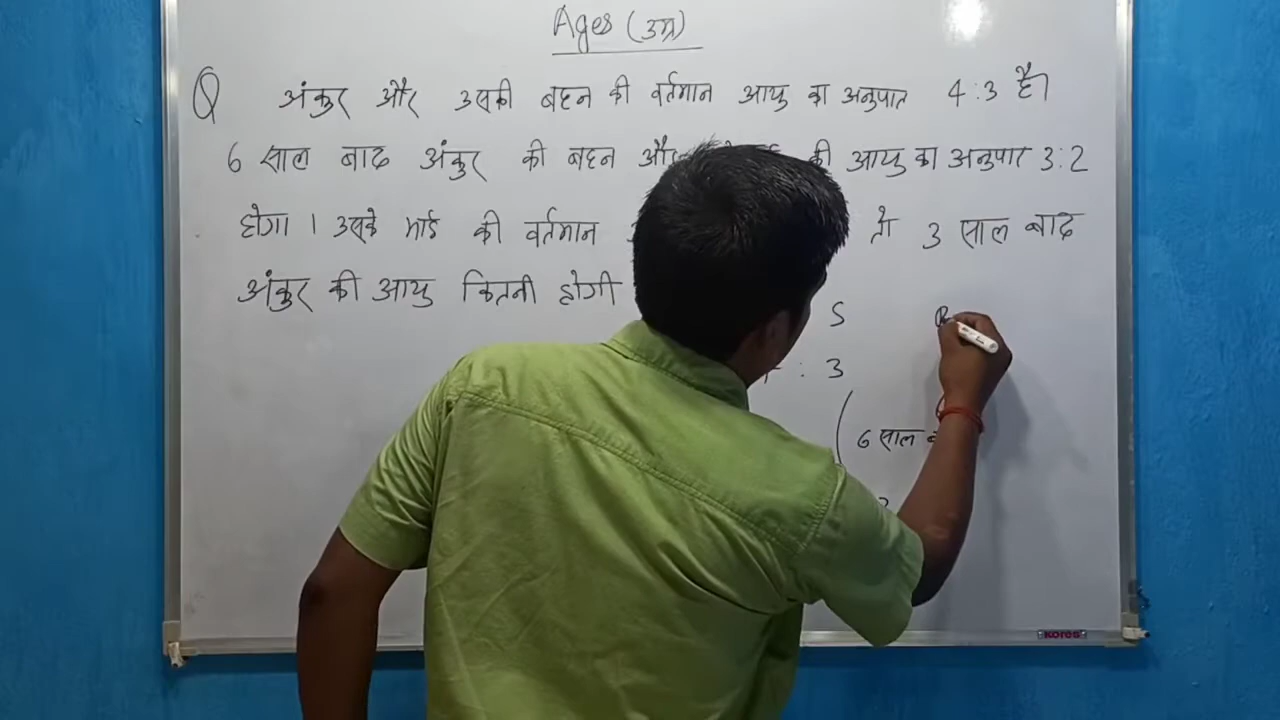 Ages (उम्र)
Q अंकुर और उसकी बहन की वर्तमान आयु का अनुपात 4:3 है।
6 साल बाद अंकुर की बहन और की आयु का अनुपात 3:2
होगा । उसके भाई की वर्तमान तो 3 साल बाद
अंकुर की आयु कितनी होगी
S
: 3
( 6 साल
KORES